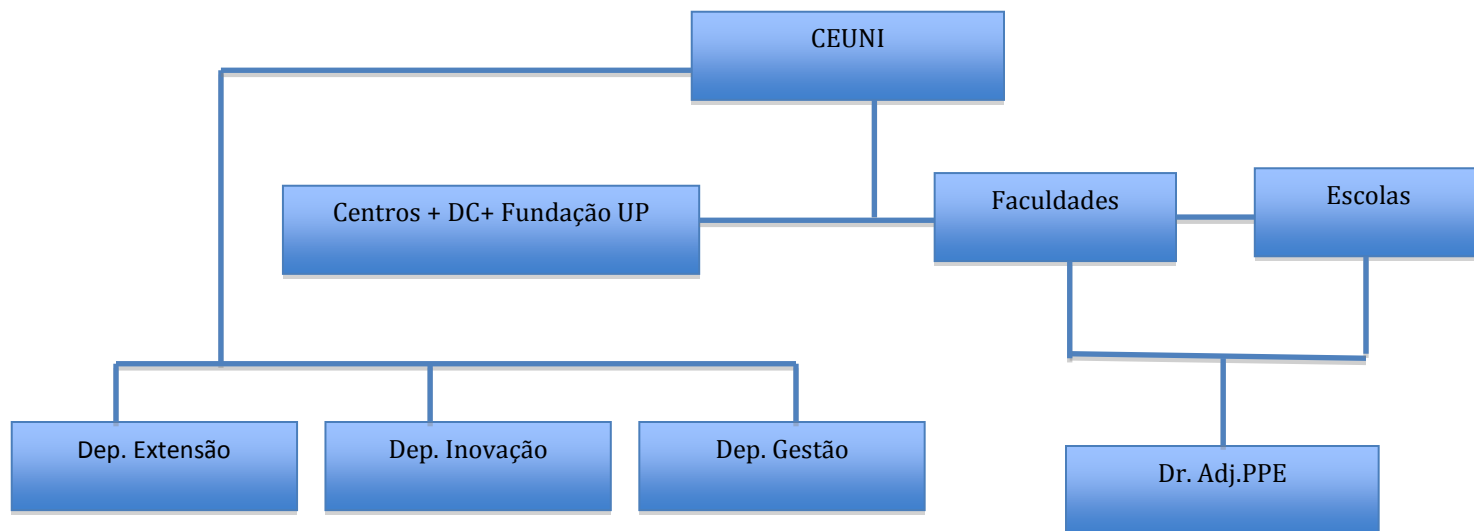 CEUNI
Centros + DC+ Fundação UP
Faculdades
Escolas
Dep. Extensão
Dep. Inovação
Dep. Gestão
Dr. Adj.PPE